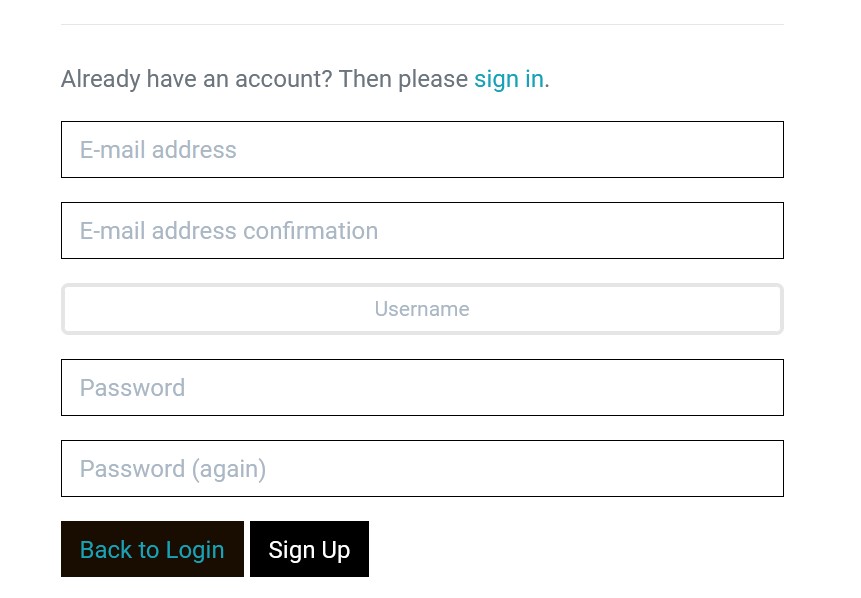 Already have an account? Then please sign in.
E-mail address
E-mail address confirmation
Username
Password
Password (again)
Back to Login Sign Up